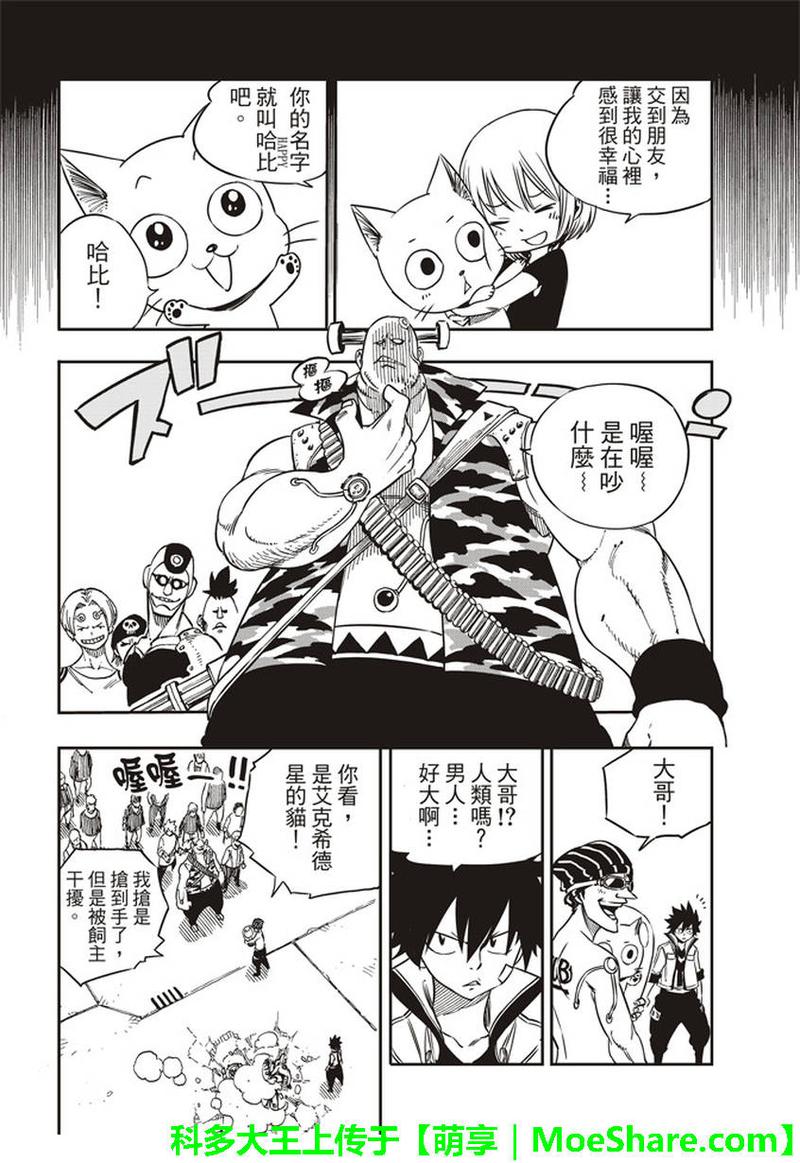 因為
交到朋友，
讓我的心裡
感到很幸福…
你的名字
就叫哈比
HAPPY
吧。
哈比！
ズズ
摳
摳
喔喔～
是在吵
什麼～
大哥！
大哥!?
人類嗎？
男人…
好大啊…
你看，
是艾克希德
星的貓！
喔喔—!!
我搶是
搶到手了，
但是被飼主
干擾。
科多大王上传于【萌享｜MoeShare.com】